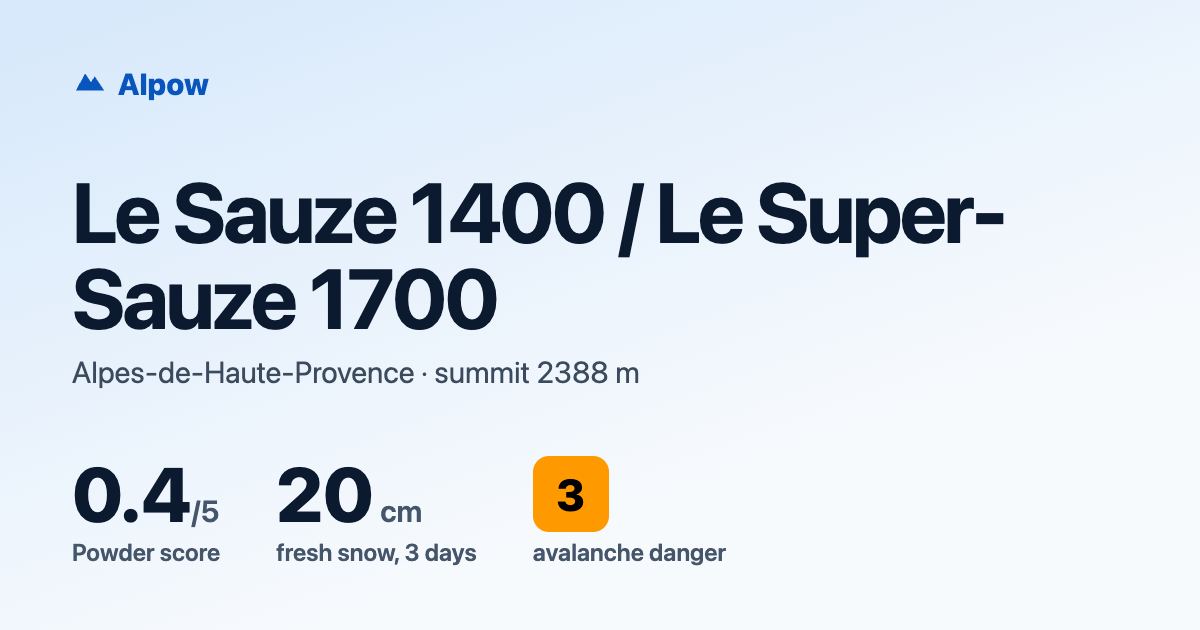 Alpow
Le Sauze 1400 / Le Super-
Sauze 1700
Alpes-de-Haute-Provence · summit 2388 m
0.4/5 20 cm 3
Powder score fresh snow, 3 days avalanche danger